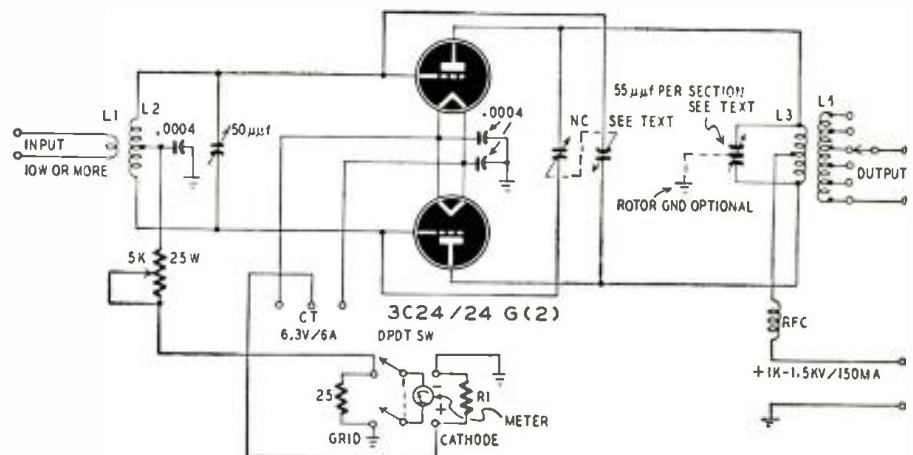 L1
L2
.0004
50μμf
INPUT
10W OR MORE
5K
25W
.0004
NC
SEE TEXT
55μμf PER SECTION
SEE TEXT
L3
L4
OUTPUT
ROTOR GND OPTIONAL
CT
6.3V/6A
3C24/24 G(2)
DPDT SW
RFC
+1K-1.5KV/150MA
25
GRID
-
+
R1
METER
CATHODE